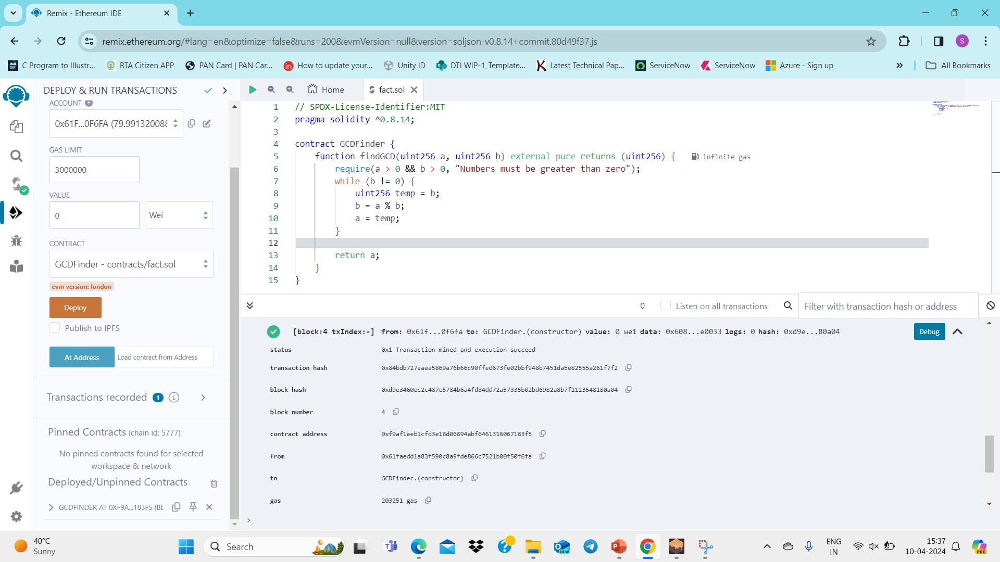 Remix - Ethereum IDE
remix.ethereum.org/#lang=en&optimize=false&runs=200&evmVersion=null&version=soljson-v0.8.14+commit.80d49f37.js
S
C Program to Illustr...
RTA Citizen APP
PAN Card | PAN Car...
How to update your...
Unity ID
DTI WIP-1_Template...
Latest Technical Pap...
ServiceNow
ServiceNow
Azure - Sign up
All Bookmarks
DEPLOY & RUN TRANSACTIONS
ACCOUNT
0x61F...0F6FA (79.99132008
GAS LIMIT
3000000
VALUE
0
Wei
CONTRACT
GCDFinder - contracts/fact.sol
evm version: london
Deploy
Publish to IPFS
At Address
Load contract from Address
Transactions recorded 1 i
Pinned Contracts (chain id: 5777)
No pinned contracts found for selected
workspace & network
Deployed/Unpinned Contracts
GCDFINDER AT 0XF9A...183F5 (BL
Home
fact.sol
1 // SPDX-License-Identifier:MIT
2 pragma solidity ^0.8.14;
3
4 contract GCDFinder {
5 function findGCD(uint256 a, uint256 b) external pure returns (uint256) { infinite gas
6 require(a > 0 && b > 0, "Numbers must be greater than zero");
7 while (b != 0) {
8 uint256 temp = b;
9 b = a % b;
10 a = temp;
11 }
12
13 return a;
14 }
15 }
0
Listen on all transactions
Filter with transaction hash or address
[block:4 txIndex:-] from: 0x61f...0f6fa to: GCDFinder.(constructor) value: 0 wei data: 0x608...e0033 logs: 0 hash: 0xd9e...80a04
Debug
status 0x1 Transaction mined and execution succeed
transaction hash 0x84bdb727eaea5869a76b66c90ffed673fe02bbf948b7451da5e82555a261f7f2
block hash 0xd9e3460ec2c487e5784b6a4fd84dd72a57335b02bd6982a8b7f1123548180a04
block number 4
contract address 0xf9af1eeb1cfd3e18d06894abf6461316067183f5
from 0x61faedd1a83f590c8a9fde866c7521b00f50f6fa
to GCDFinder.(constructor)
gas 203251 gas
>
40°C
Sunny
Search
NEW
ENG
IN
15:37
10-04-2024
PRE